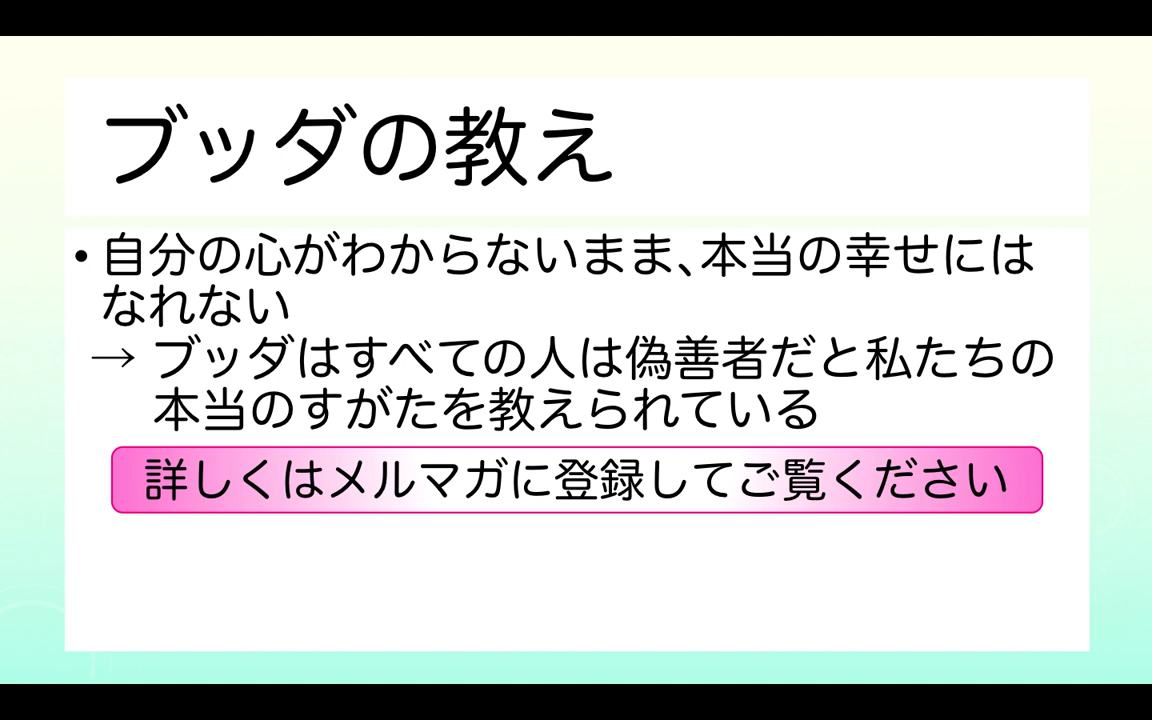 ブッダの教え
• 自分の心がわからないまま、本当の幸せには
なれない
→ ブッダはすべての人は偽善者だと私たちの
本当のすがたを教えられている
詳しくはメルマガに登録してご覧ください